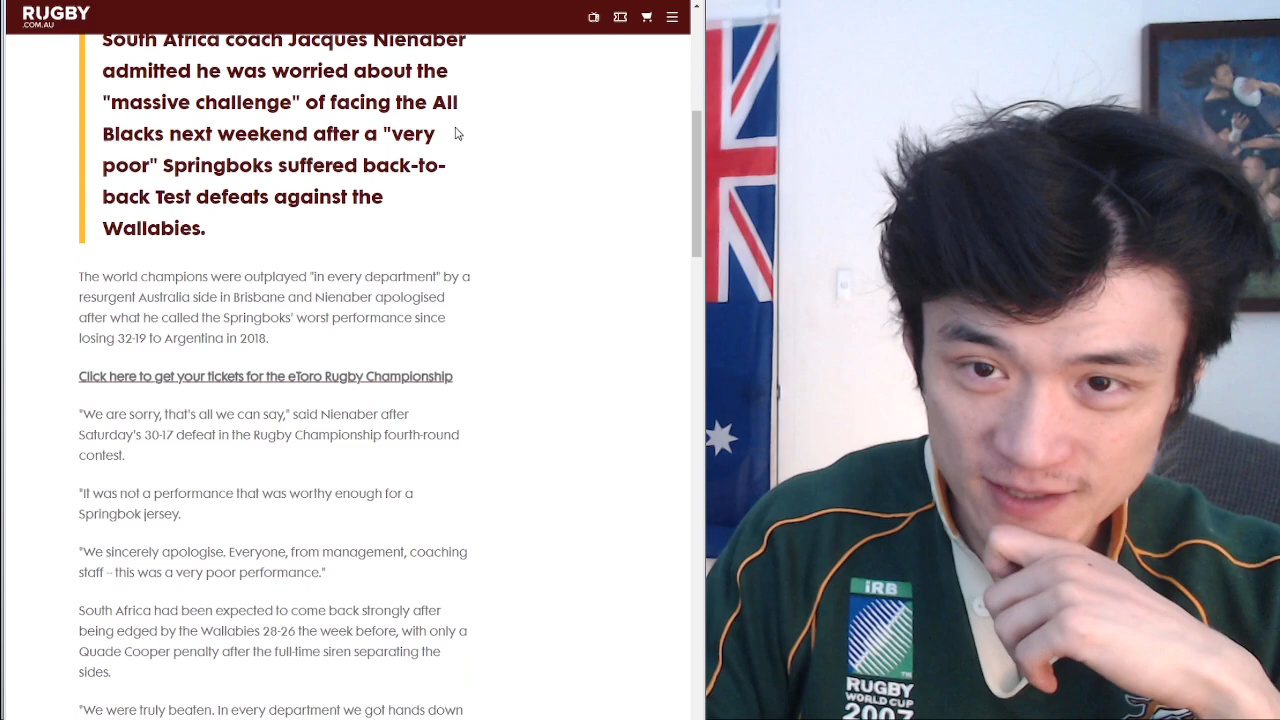 RUGBY
.COM.AU
South Africa coach Jacques Nienaber
admitted he was worried about the
"massive challenge" of facing the All
Blacks next weekend after a "very
poor" Springboks suffered back-to-
back Test defeats against the
Wallabies.
The world champions were outplayed "in every department" by a
resurgent Australia side in Brisbane and Nienaber apologised
after what he called the Springboks' worst performance since
losing 32-19 to Argentina in 2018.
Click here to get your tickets for the eToro Rugby Championship
"We are sorry, that's all we can say," said Nienaber after
Saturday's 30-17 defeat in the Rugby Championship fourth-round
contest.
"It was not a performance that was worthy enough for a
Springbok jersey.
"We sincerely apologise. Everyone, from management, coaching
staff – this was a very poor performance."
South Africa had been expected to come back strongly after
being edged by the Wallabies 28-26 the week before, with only a
Quade Cooper penalty after the full-time siren separating the
sides.
"We were truly beaten. In every department we got hands down
iRB
TM
RUGBY
WORLD CUP
2007